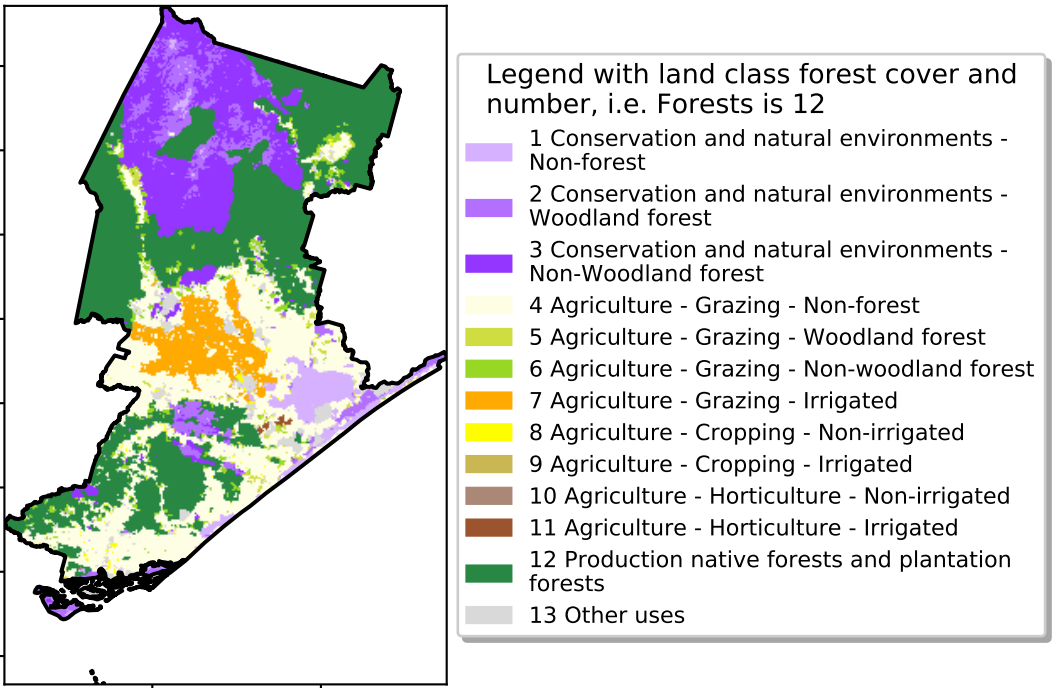 Legend with land class forest cover and
number, i.e. Forests is 12
1 Conservation and natural environments -
Non-forest
2 Conservation and natural environments -
Woodland forest
3 Conservation and natural environments -
Non-Woodland forest
4 Agriculture - Grazing - Non-forest
5 Agriculture - Grazing - Woodland forest
6 Agriculture - Grazing - Non-woodland forest
7 Agriculture - Grazing - Irrigated
8 Agriculture - Cropping - Non-irrigated
9 Agriculture - Cropping - Irrigated
10 Agriculture - Horticulture - Non-irrigated
11 Agriculture - Horticulture - Irrigated
12 Production native forests and plantation
forests
13 Other uses